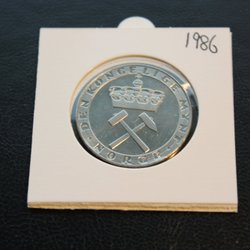 1986
DEN KONGELIGE MYNT
· NORGE ·